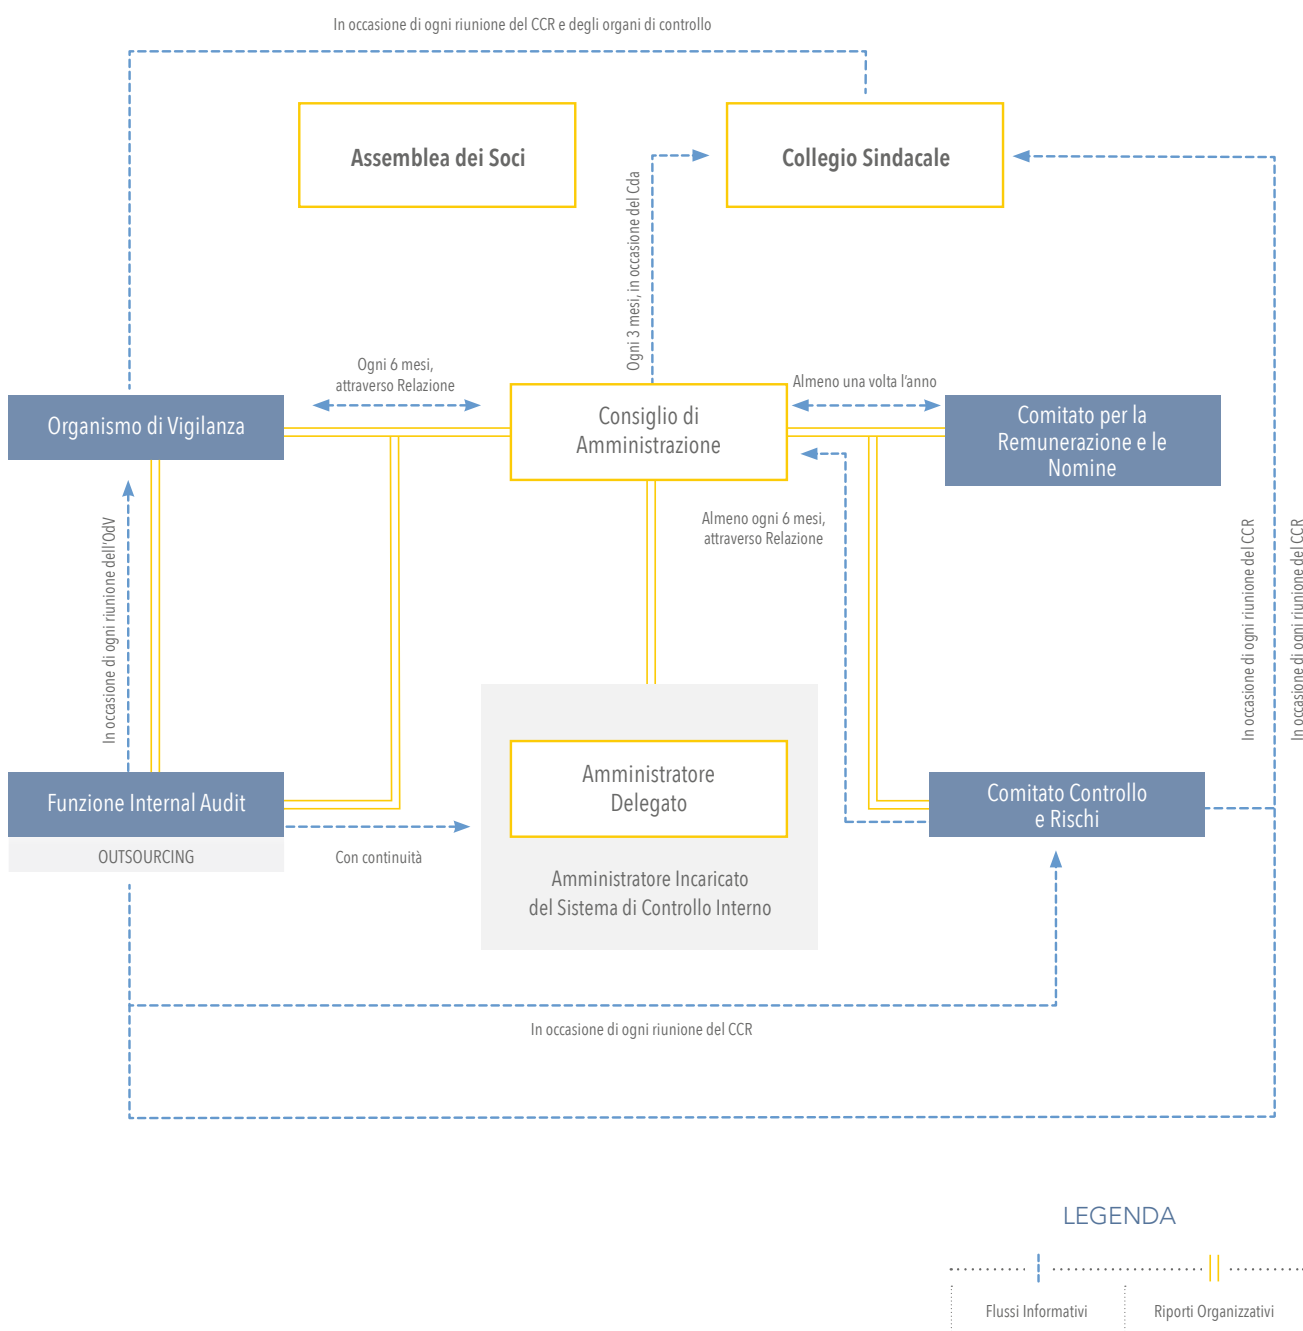 In occasione di ogni riunione del CCR e degli organi di controllo
Assemblea dei Soci
Collegio Sindacale
Ogni 3 mesi, in occasione del Cda
Ogni 6 mesi,
attraverso Relazione
Almeno una volta l'anno
Organismo di Vigilanza
Consiglio di
Amministrazione
Comitato per la
Remunerazione e le
Nomine
Almeno ogni 6 mesi,
attraverso Relazione
In occasione di ogni riunione dell'OdV
In occasione di ogni riunione del CCR
In occasione di ogni riunione del CCR
Funzione Internal Audit
OUTSOURCING
Con continuità
Amministratore
Delegato
Amministratore Incaricato
del Sistema di Controllo Interno
Comitato Controllo
e Rischi
In occasione di ogni riunione del CCR
LEGENDA
Flussi Informativi
Riporti Organizzativi